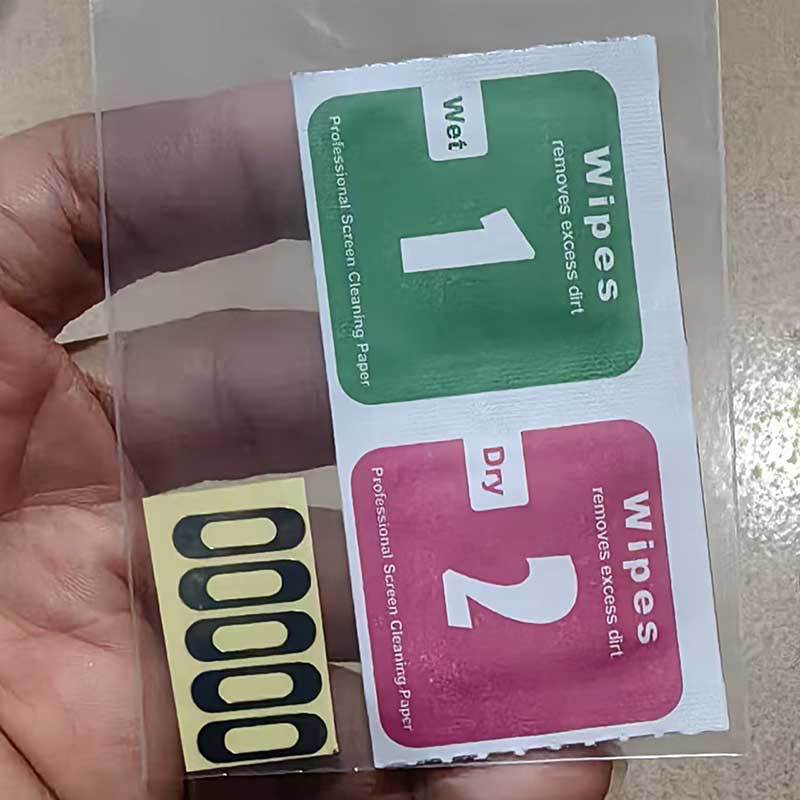 Wipes
removes excess dirt
Wet
1
Professional Screen Cleaning Paper
Wipes
removes excess dirt
Dry
2
Professional Screen Cleaning Paper